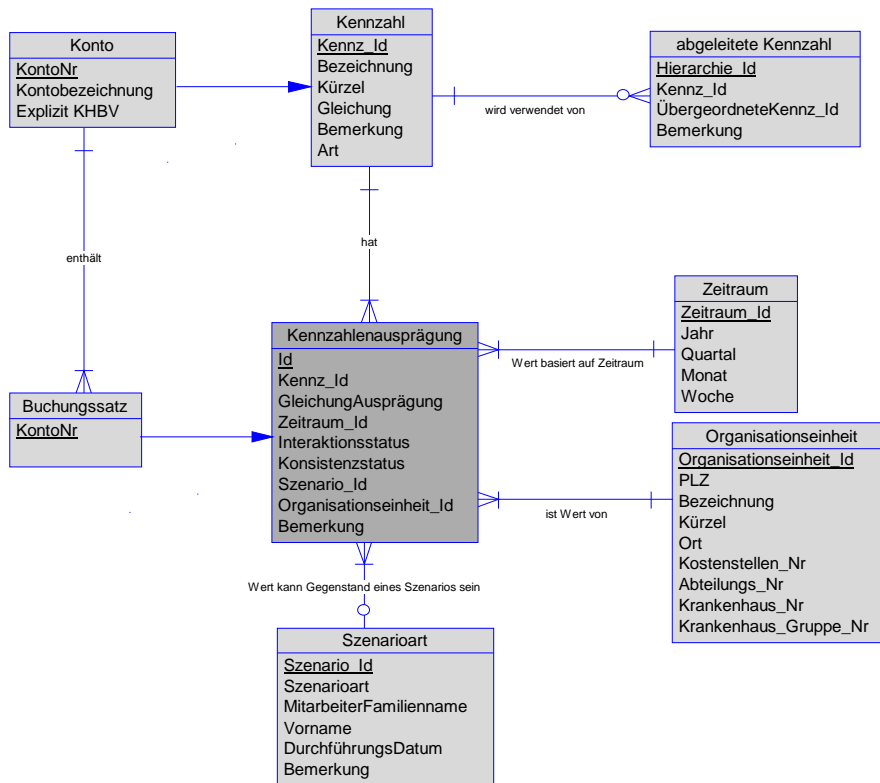 Konto
KontoNr
Kontobezeichnung
Explizit KHBV
Kennzahl
Kennz_Id
Bezeichnung
Kürzel
Gleichung
Bemerkung
Art
abgeleitete Kennzahl
Hierarchie_Id
Kennz_Id
ÜbergeordneteKennz_Id
Bemerkung
wird verwendet von
hat
enthält
Kennzahlenausprägung
Id
Kennz_Id
GleichungAusprägung
Zeitraum_Id
Interaktionsstatus
Konsistenzstatus
Szenario_Id
Organisationseinheit_Id
Bemerkung
Wert basiert auf Zeitraum
Zeitraum
Zeitraum_Id
Jahr
Quartal
Monat
Woche
Buchungssatz
KontoNr
ist Wert von
Organisationseinheit
Organisationseinheit_Id
PLZ
Bezeichnung
Kürzel
Ort
Kostenstellen_Nr
Abteilungs_Nr
Krankenhaus_Nr
Krankenhaus_Gruppe_Nr
Wert kann Gegenstand eines Szenarios sein
Szenarioart
Szenario_Id
Szenarioart
MitarbeiterFamilienname
Vorname
DurchführungsDatum
Bemerkung